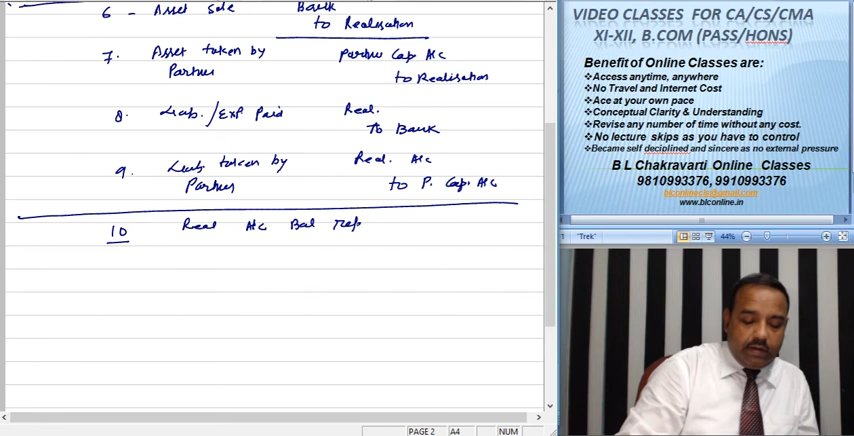 6 - Asset Sale Bank
to Realisation
7. Asset taken by Partner Cap A/c
Partner to Realisation
8. Liab. / Exp Paid Real.
To Bank
9. Liab taken by Real. A/c
Partner to P. Cap. A/c
10 Real A/c Bal
PAGE 2 A4 NUM
VIDEO CLASSES FOR CA/CS/CMA
XI-XII, B.COM (PASS/HONS)
Benefit of Online Classes are:
❖Access anytime, anywhere
❖No Travel and Internet Cost
❖Ace at your own pace
❖Conceptual Clarity & Understanding
❖Revise any number of time without any cost.
❖No lecture skips as you have to control
❖Became self deciplined and sincere as no external pressure
B L Chakravarti Online Classes
9810993376, 9910993376
blconlinecls@gmail.com
www.blconline.in
1 "Trek" 44%